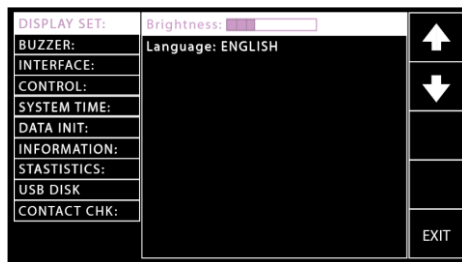 DISPLAY SET:
BUZZER:
INTERFACE:
CONTROL:
SYSTEM TIME:
DATA INIT:
INFORMATION:
STASTISTICS:
USB DISK
CONTACT CHK:
Brightness:
Language: ENGLISH
EXIT